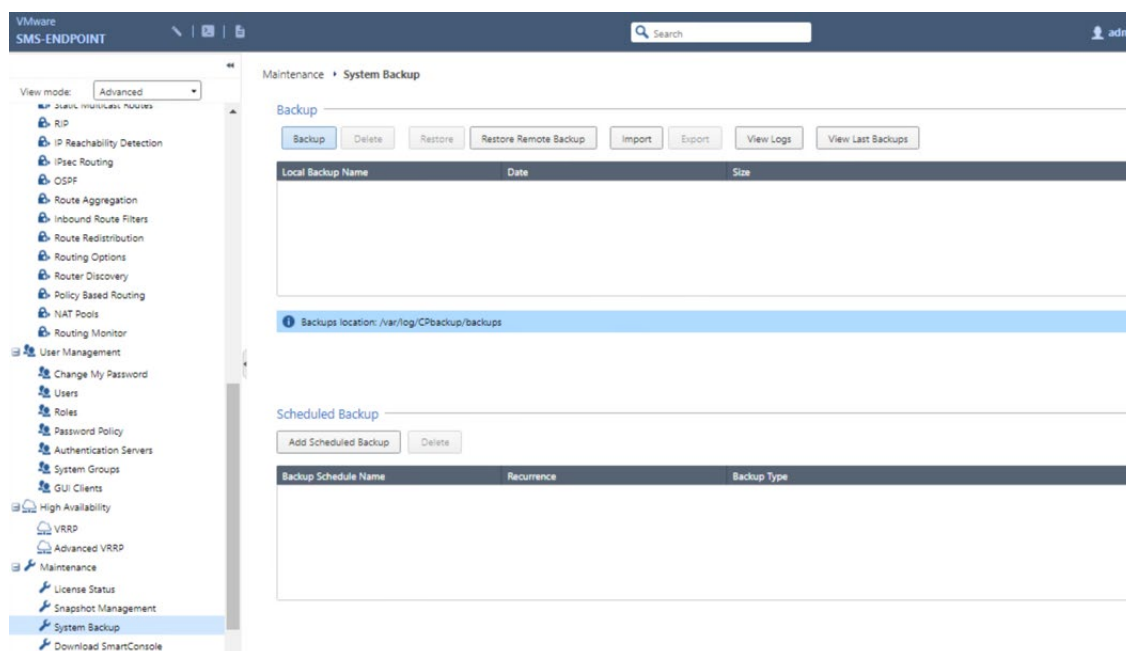 VMware
SMS-ENDPOINT
Search
View mode: Advanced
Static Multicast Routes
RIP
IP Reachability Detection
IPsec Routing
OSPF
Route Aggregation
Inbound Route Filters
Route Redistribution
Routing Options
Router Discovery
Policy Based Routing
NAT Pools
Routing Monitor
User Management
Change My Password
Users
Roles
Password Policy
Authentication Servers
System Groups
GUI Clients
High Availability
VRRP
Advanced VRRP
Maintenance
License Status
Snapshot Management
System Backup
Download SmartConsole
Maintenance System Backup
Backup
Backup Delete Restore Restore Remote Backup Import Export View Logs View Last Backups
Local Backup Name Date Size
Backups location: /var/log/CPbackup/backups
Scheduled Backup
Add Scheduled Backup Delete
Backup Schedule Name Recurrence Backup Type